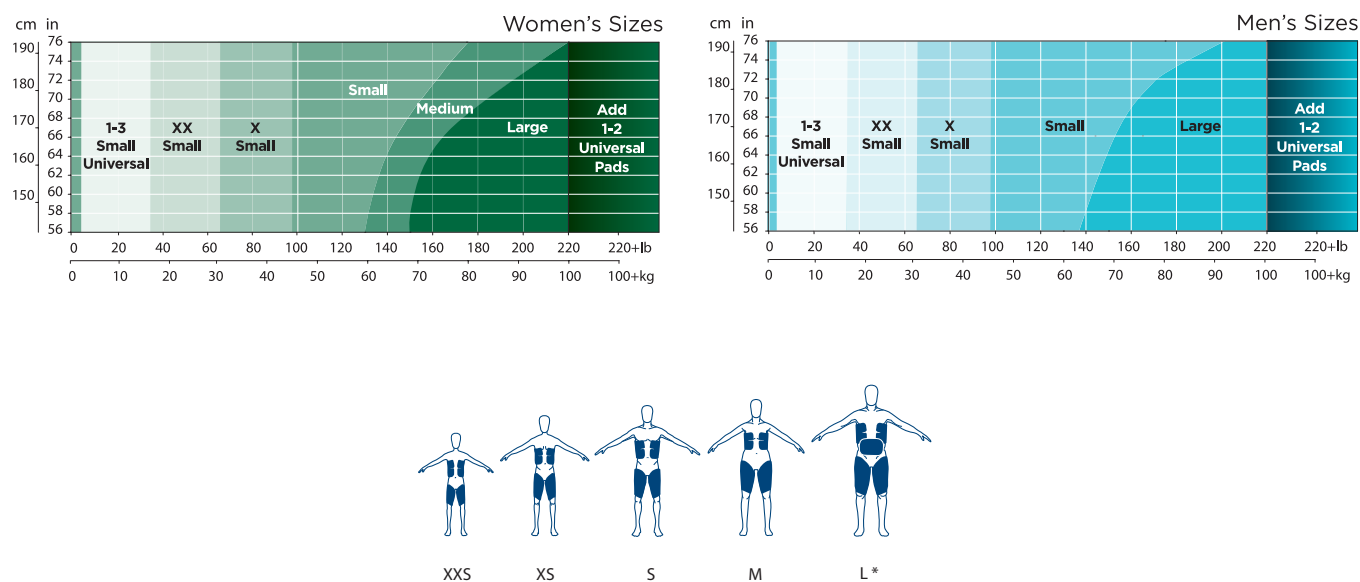 cm in
Women's Sizes
190
180
170
160
150
76
74
72
70
68
66
64
62
60
58
56
Small
Medium
Large
1-3
Small
Universal
XX
Small
X
Small
Add
1-2
Universal
Pads
0 20 40 60 80 100 120 140 160 180 200 220 220+lb
0 10 20 30 40 50 60 70 80 90 100 100+kg
cm in
Men's Sizes
190
180
170
160
150
76
74
72
70
68
66
64
62
60
58
56
1-3
Small
Universal
XX
Small
X
Small
Small
Large
Add
1-2
Universal
Pads
0 20 40 60 80 100 120 140 160 180 200 220 220+lb
0 10 20 30 40 50 60 70 80 90 100 100+kg
XXS XS S M L*